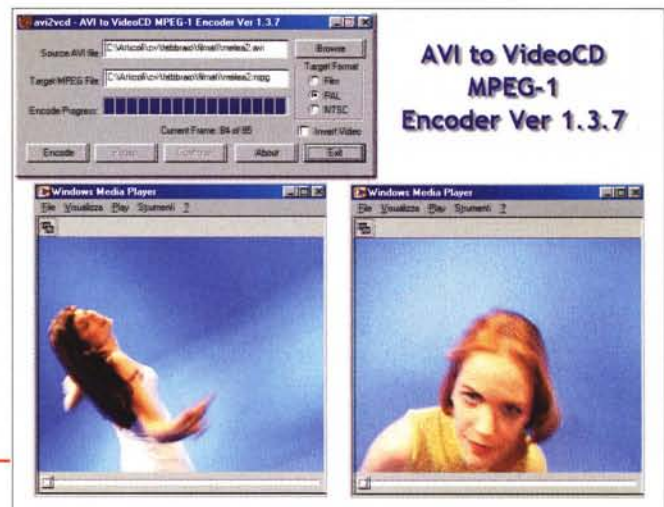 avi2vcd - AVI to VideoCD MPEG-1 Encoder Ver 1.3.7
Source AVI file:
Browse
Target MPEG File:
Target Format
Film
PAL
NTSC
Encode Progress:
Current Frame: 84 of 85
Invert Video
Encode
About
Exit
AVI to VideoCD
MPEG-1
Encoder Ver 1.3.7
Windows Media Player
File Visualizza Play Strumenti ?
Windows Media Player
File Visualizza Play Strumenti ?